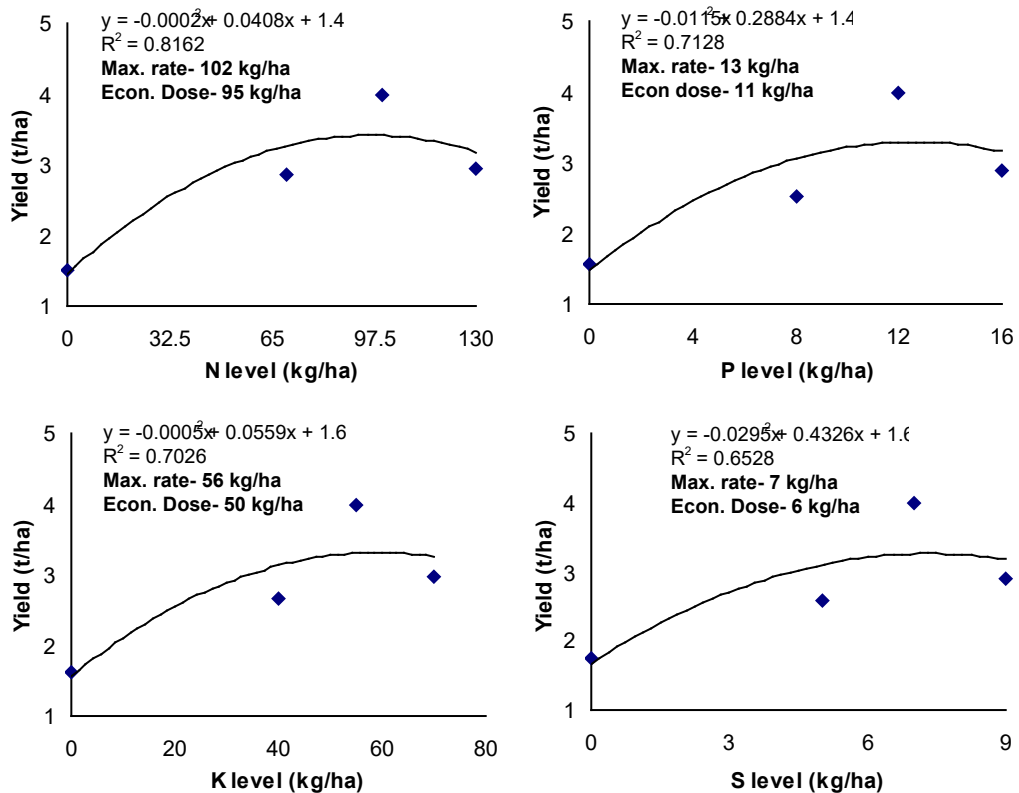 y = -0.0002x² + 0.0408x + 1.4
R² = 0.8162
Max. rate- 102 kg/ha
Econ. Dose- 95 kg/ha
5
4
3
2
1
Yield (t/ha)
0 32.5 65 97.5 130
N level (kg/ha)
y = -0.0115x² + 0.2884x + 1.4
R² = 0.7128
Max. rate- 13 kg/ha
Econ dose- 11 kg/ha
5
4
3
2
1
Yield (t/ha)
0 4 8 12 16
P level (kg/ha)
y = -0.0005x² + 0.0559x + 1.6
R² = 0.7026
Max. rate- 56 kg/ha
Econ. Dose- 50 kg/ha
5
4
3
2
1
Yield (t/ha)
0 20 40 60 80
K level (kg/ha)
y = -0.0295x² + 0.4326x + 1.6
R² = 0.6528
Max. rate- 7 kg/ha
Econ. Dose- 6 kg/ha
5
4
3
2
1
Yield (t/ha)
0 3 6 9
S level (kg/ha)